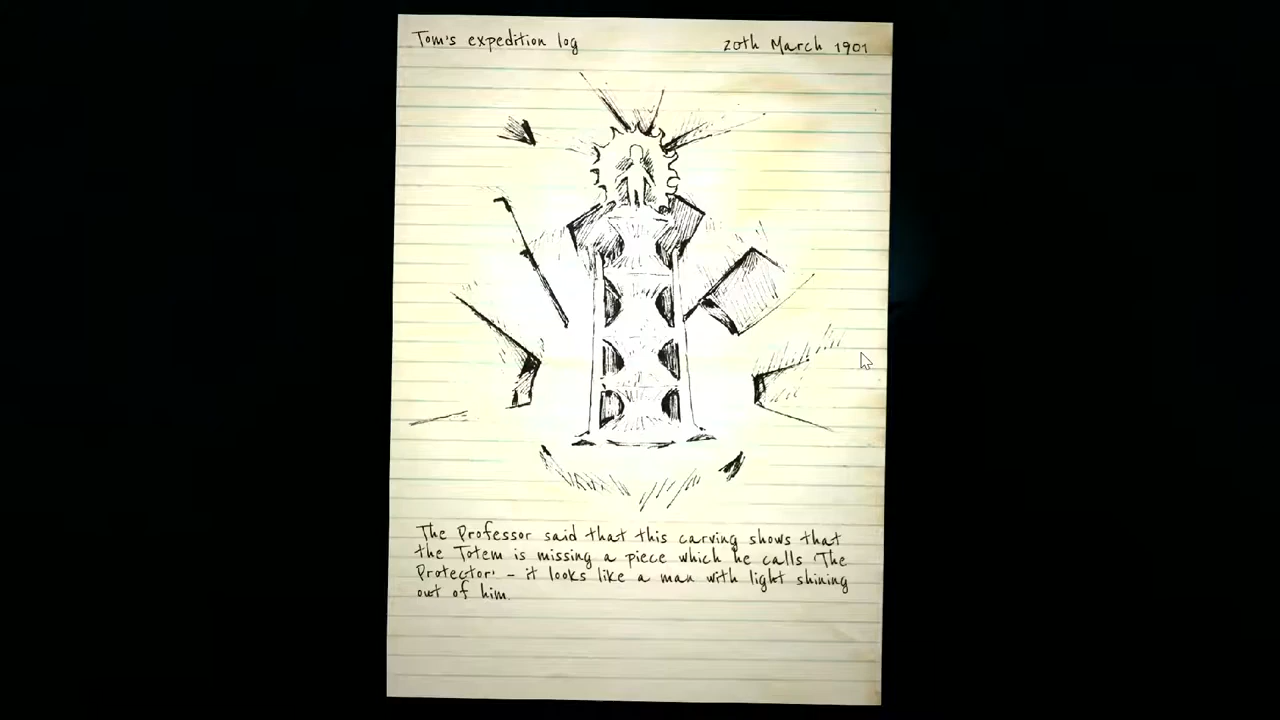 Tom's expedition log 20th March 1901
The Professor said that this carving shows that
the Totem is missing a piece which he calls 'The
Protector' - it looks like a man with light shining
out of him.